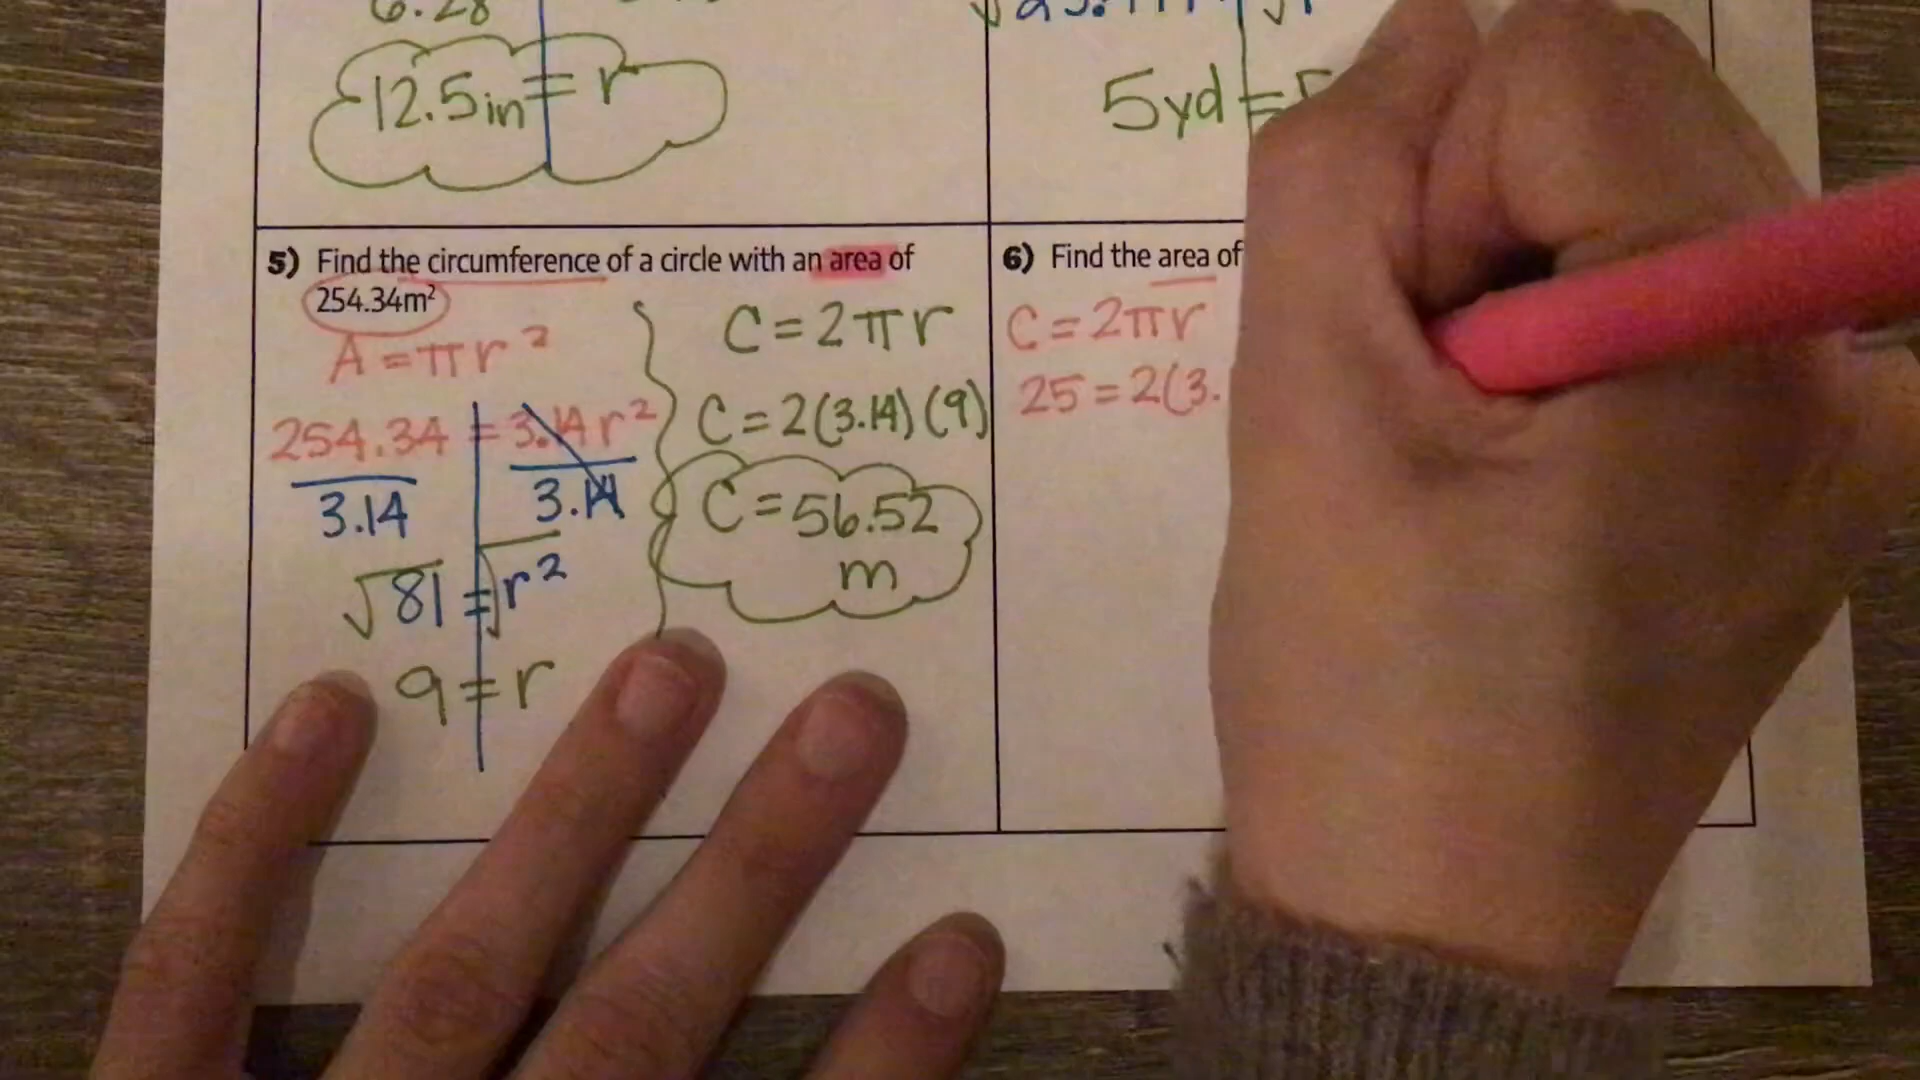 6.28
12.5in = r
5yd = r
5) Find the circumference of a circle with an area of
254.34m²
A = πr²
254.34 = 3.14r²
3.14 3.14
√81 = √r²
9 = r
C = 2πr
C = 2(3.14)(9)
C = 56.52
m
6) Find the area of
C = 2πr
25 = 2(3.